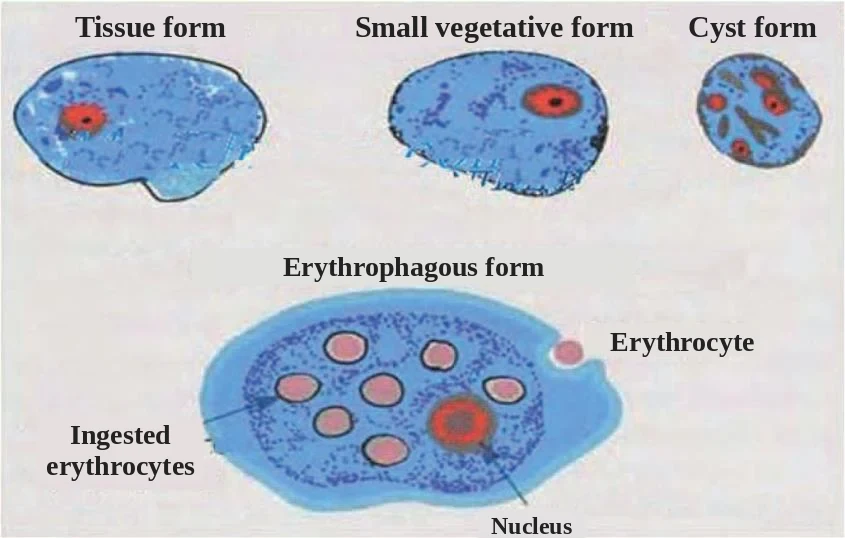 Tissue form
Small vegetative form
Cyst form
Erythrophagous form
Erythrocyte
Ingested
erythrocytes
Nucleus